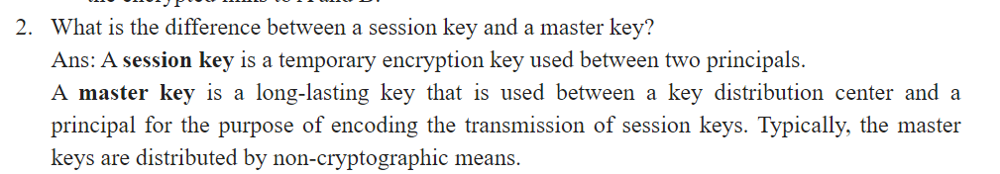 2. What is the difference between a session key and a master key?
Ans: A session key is a temporary encryption key used between two principals.
A master key is a long-lasting key that is used between a key distribution center and a
principal for the purpose of encoding the transmission of session keys. Typically, the master
keys are distributed by non-cryptographic means.